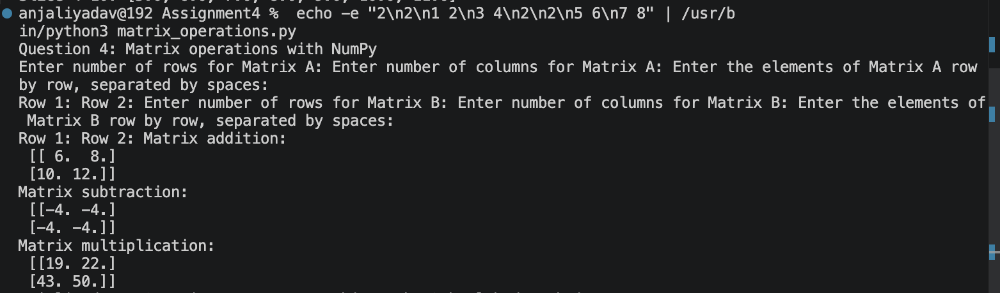 anjaliyadav@192 Assignment4 %  echo -e "2\n2\n1 2\n3 4\n2\n2\n5 6\n7 8" | /usr/b
in/python3 matrix_operations.py
Question 4: Matrix operations with NumPy
Enter number of rows for Matrix A: Enter number of columns for Matrix A: Enter the elements of Matrix A row
by row, separated by spaces:
Row 1: Row 2: Enter number of rows for Matrix B: Enter number of columns for Matrix B: Enter the elements of
 Matrix B row by row, separated by spaces:
Row 1: Row 2: Matrix addition:
 [[ 6.  8.]
 [10. 12.]]
Matrix subtraction:
 [[-4. -4.]
 [-4. -4.]]
Matrix multiplication:
 [[19. 22.]
 [43. 50.]]